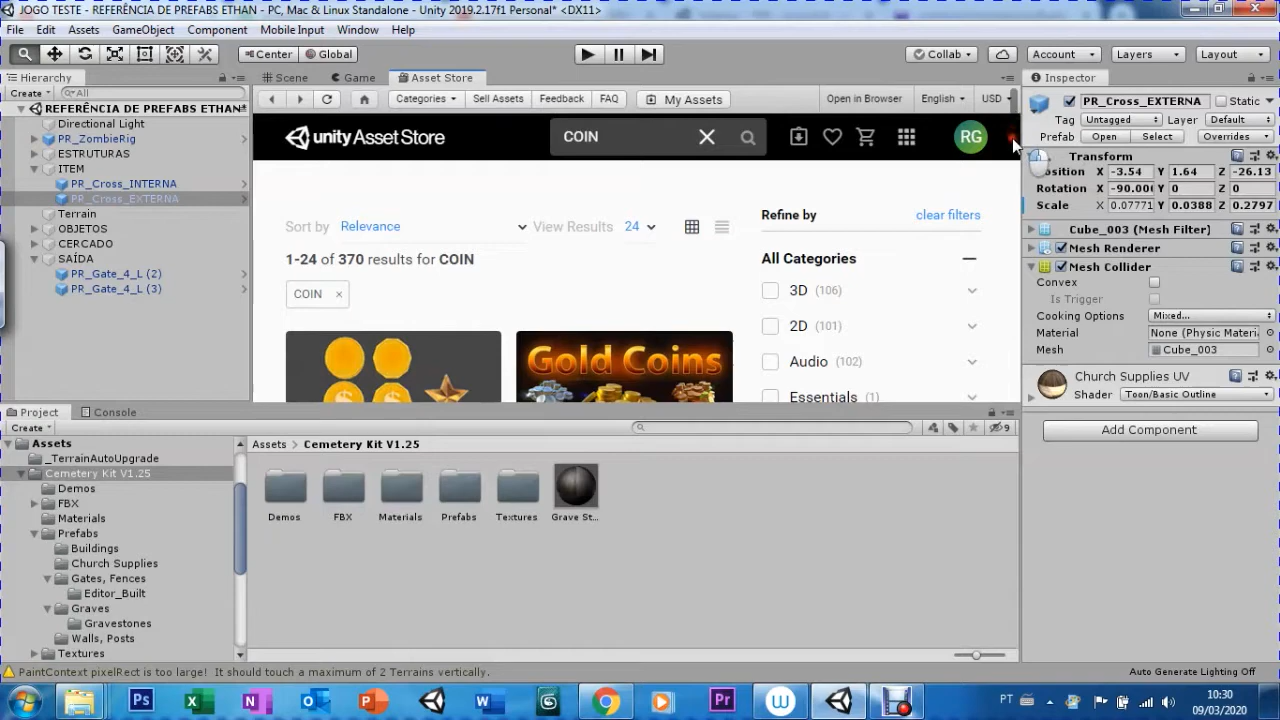 JOGO TESTE - REFERÊNCIA DE PREFABS ETHAN - PC, Mac & Linux Standalone - Unity 2019.2.17f1 Personal* <DX11>
File Edit Assets GameObject Component Mobile Input Window Help
Center Global Collab Account Layers Layout
Hierarchy Scene Game Asset Store Inspector
Create All
REFERÊNCIA DE PREFABS ETHAN*
Directional Light
PR_ZombieRig
ESTRUTURAS
ITEM
PR_Cross_INTERNA
PR_Cross_EXTERNA
Terrain
OBJETOS
CERCADO
SAÍDA
PR_Gate_4_L (2)
PR_Gate_4_L (3)
Categories Sell Assets Feedback FAQ My Assets Open in Browser English USD
unity Asset Store COIN RG
Sort by Relevance View Results 24
1-24 of 370 results for COIN
COIN ×
Gold Coins
Refine by clear filters
All Categories
3D (106)
2D (101)
Audio (102)
Essentials (1)
PR_Cross_EXTERNA Static
Tag Untagged Layer Default
Prefab Open Select Overrides
Transform
X -3.54 Y 1.64 Z -26.13
Rotation X -90.000 Y 0 Z 0
Scale X 0.07771 Y 0.0388 Z 0.2797
Cube_003 (Mesh Filter)
Mesh Renderer
Mesh Collider
Convex
Is Trigger
Cooking Options Mixed...
Material None (Physic Materi
Mesh Cube_003
Church Supplies UV
Shader Toon/Basic Outline
Add Component
Project Console
Create 9
Assets
_TerrainAutoUpgrade
Cemetery Kit V1.25
Demos
FBX
Materials
Prefabs
Buildings
Church Supplies
Gates, Fences
Editor_Built
Graves
Gravestones
Walls, Posts
Textures
Assets > Cemetery Kit V1.25
Demos FBX Materials Prefabs Textures Grave St...
PaintContext pixelRect is too large! It should touch a maximum of 2 Terrains vertically.
Auto Generate Lighting Off
Ps N W Pr PT
10:30
09/03/2020